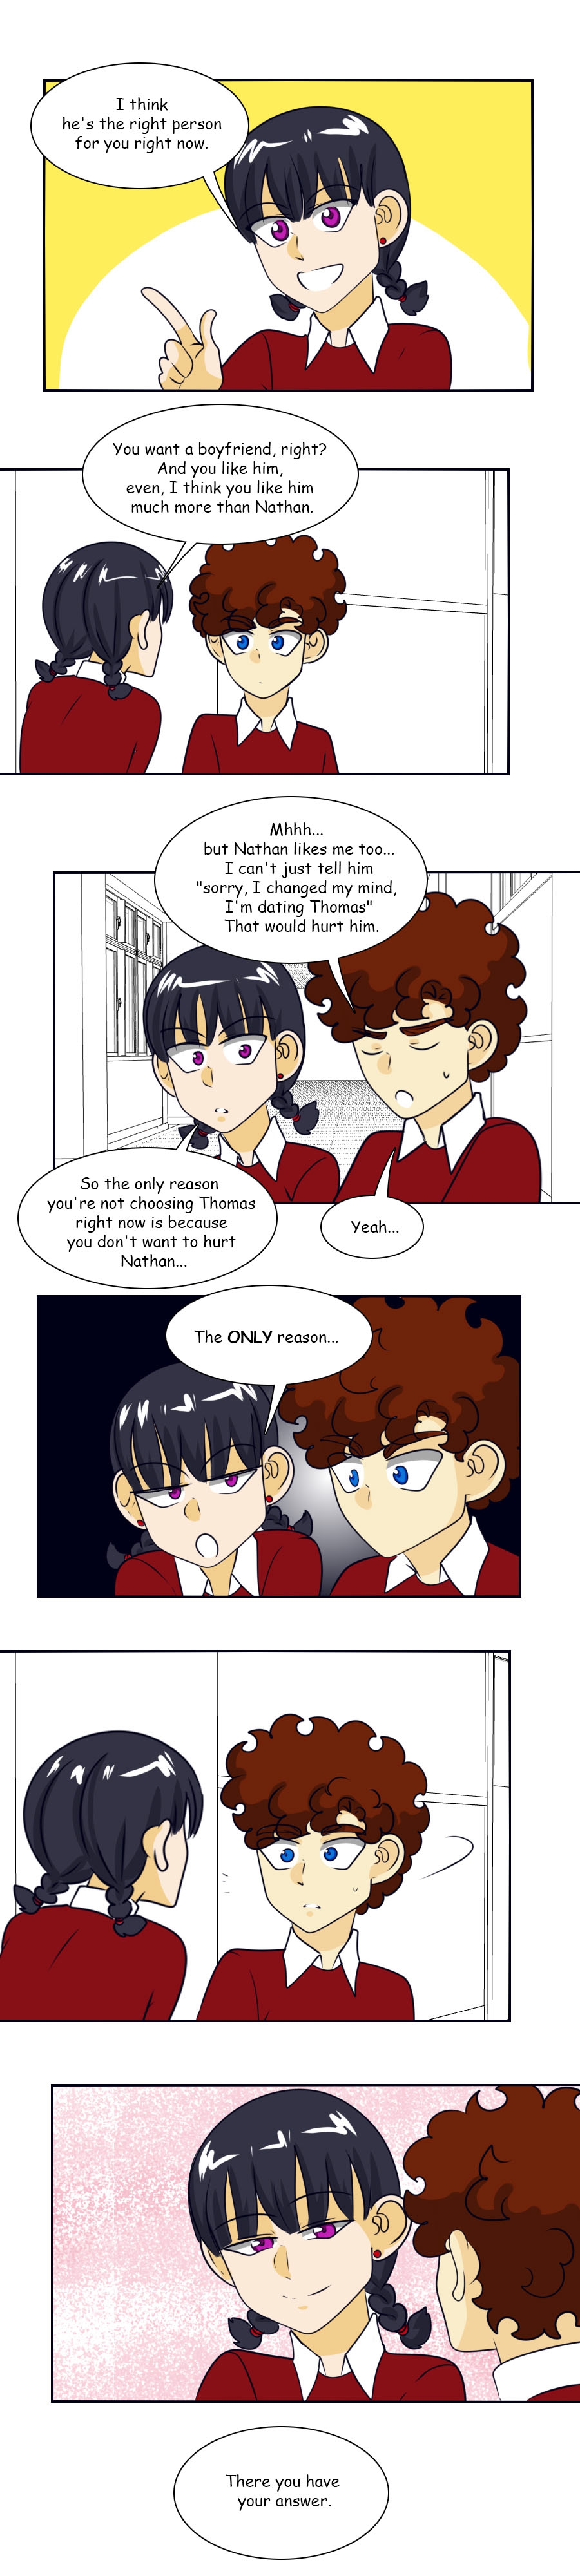 I think
he's the right person
for you right now.
You want a boyfriend, right?
And you like him,
even, I think you like him
much more than Nathan.
Mhhh...
but Nathan likes me too...
I can't just tell him
"sorry, I changed my mind,
I'm dating Thomas"
That would hurt him.
So the only reason
you're not choosing Thomas
right now is because
you don't want to hurt
Nathan...
Yeah...
The ONLY reason...
There you have
your answer.